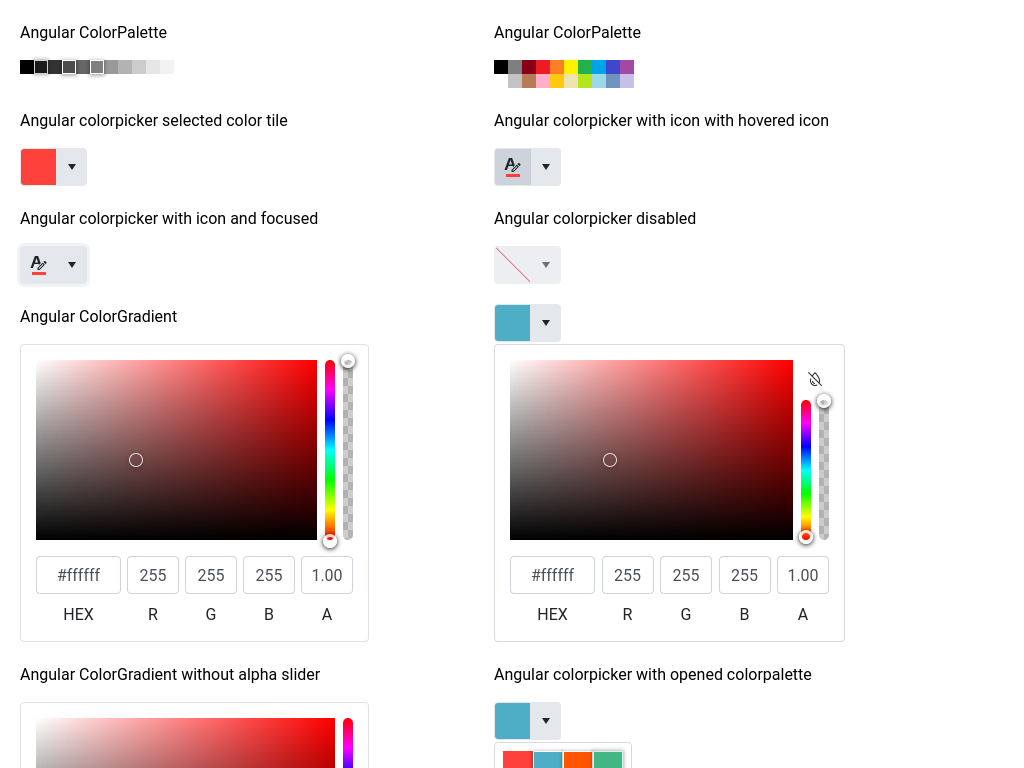 Angular ColorPalette
Angular ColorPalette
Angular colorpicker selected color tile
Angular colorpicker with icon with hovered icon
Angular colorpicker with icon and focused
Angular colorpicker disabled
Angular ColorGradient
#ffffff 255 255 255 1.00
HEX R G B A
#ffffff 255 255 255 1.00
HEX R G B A
Angular ColorGradient without alpha slider
Angular colorpicker with opened colorpalette